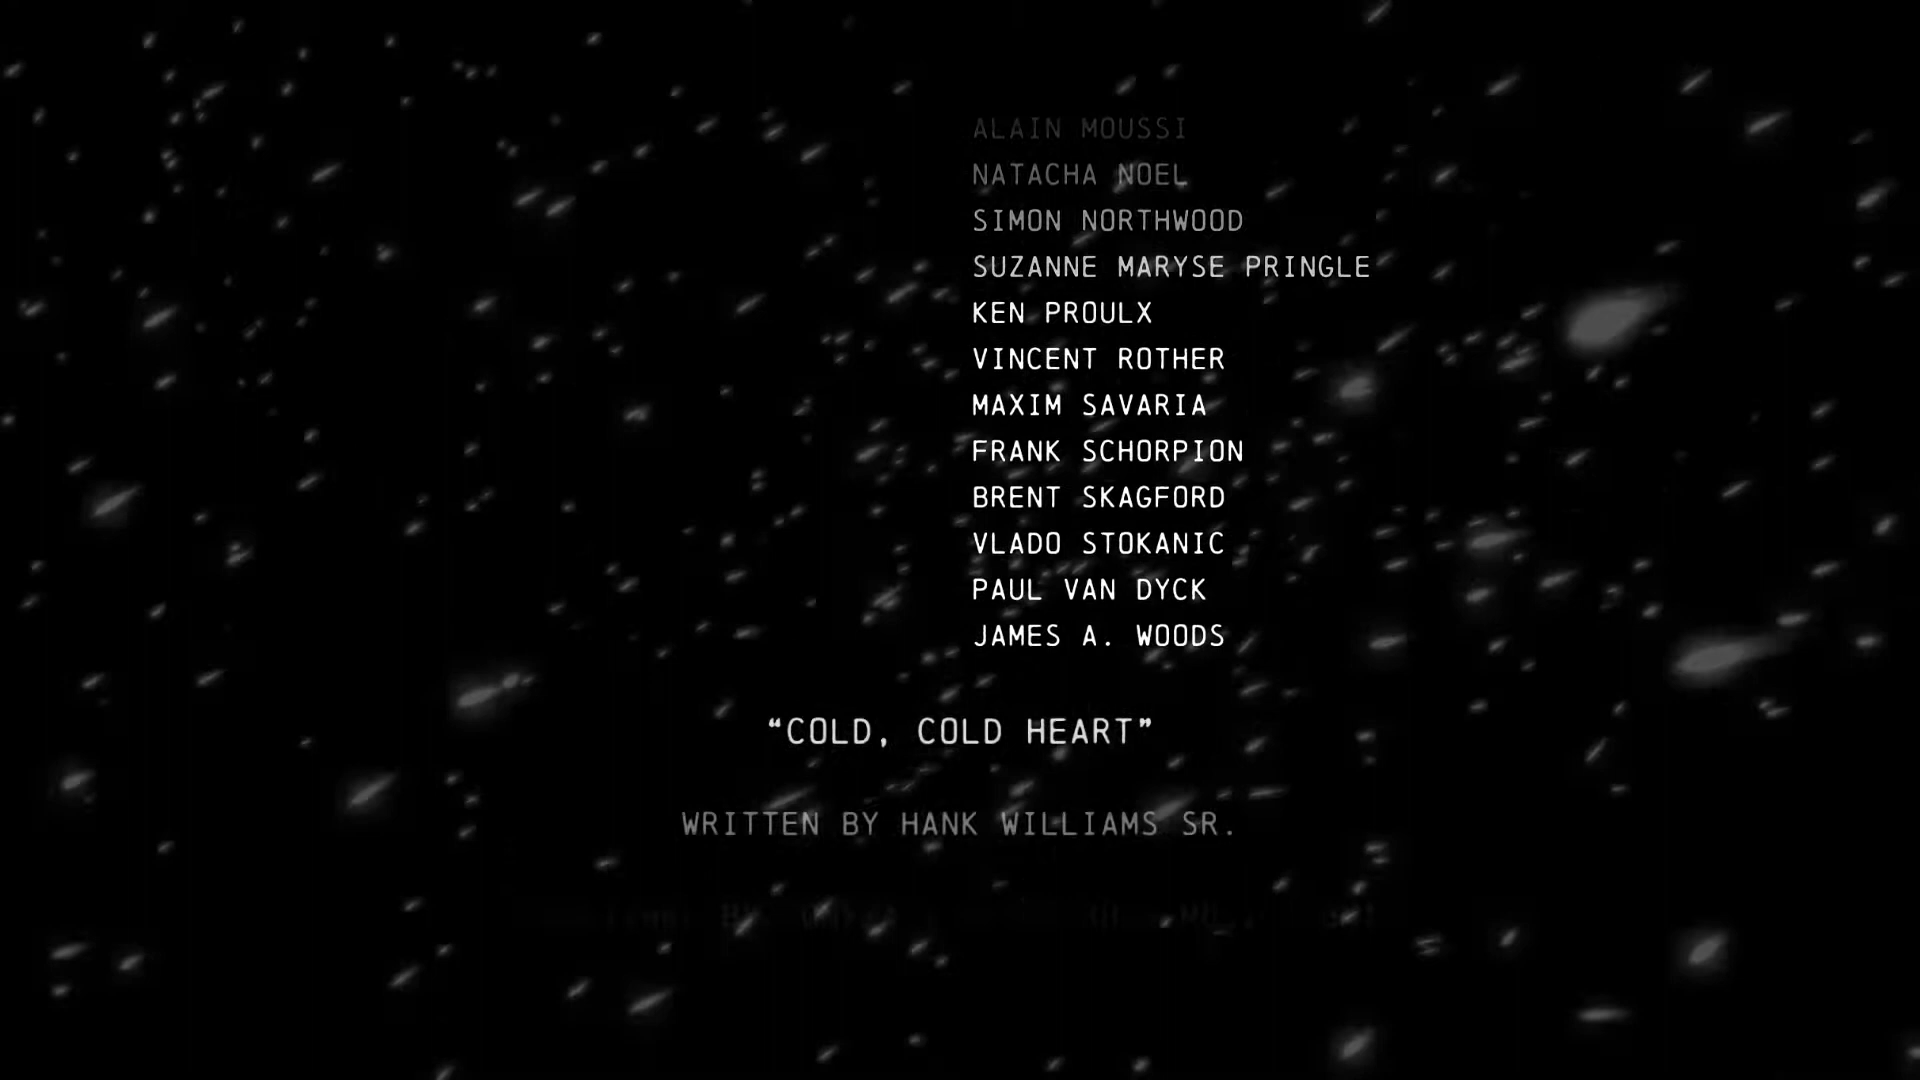 ALAIN MOUSSI
NATACHA NOEL
SIMON NORTHWOOD
SUZANNE MARYSE PRINGLE
KEN PROULX
VINCENT ROTHER
MAXIM SAVARIA
FRANK SCHORPION
BRENT SKAGFORD
VLADO STOKANIC
PAUL VAN DYCK
JAMES A. WOODS
“COLD, COLD HEART”
WRITTEN BY HANK WILLIAMS SR.